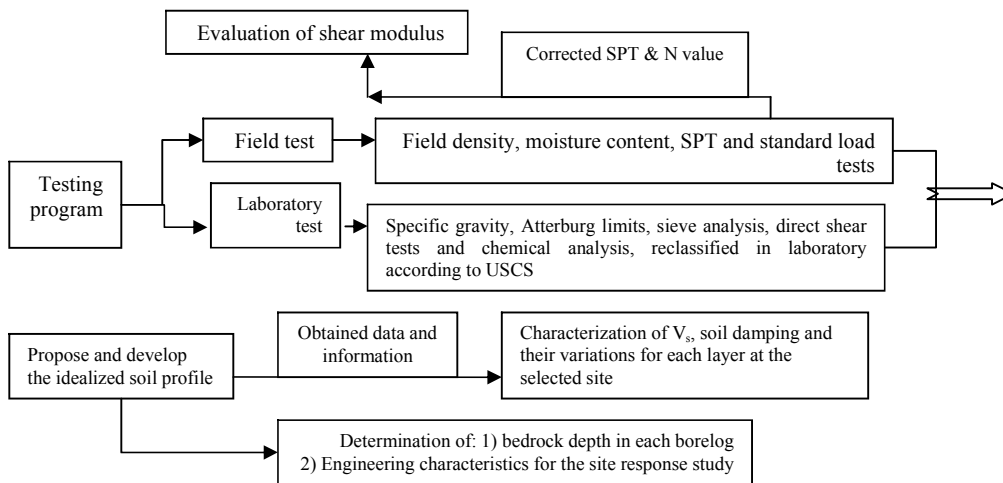 Evaluation of shear modulus
Corrected SPT & N value
Testing
program
Field test
Field density, moisture content, SPT and standard load
tests
Laboratory
test
Specific gravity, Atterburg limits, sieve analysis, direct shear
tests and chemical analysis, reclassified in laboratory
according to USCS
Propose and develop
the idealized soil profile
Obtained data and
information
Characterization of Vs, soil damping and
their variations for each layer at the
selected site
Determination of: 1) bedrock depth in each borelog
2) Engineering characteristics for the site response study